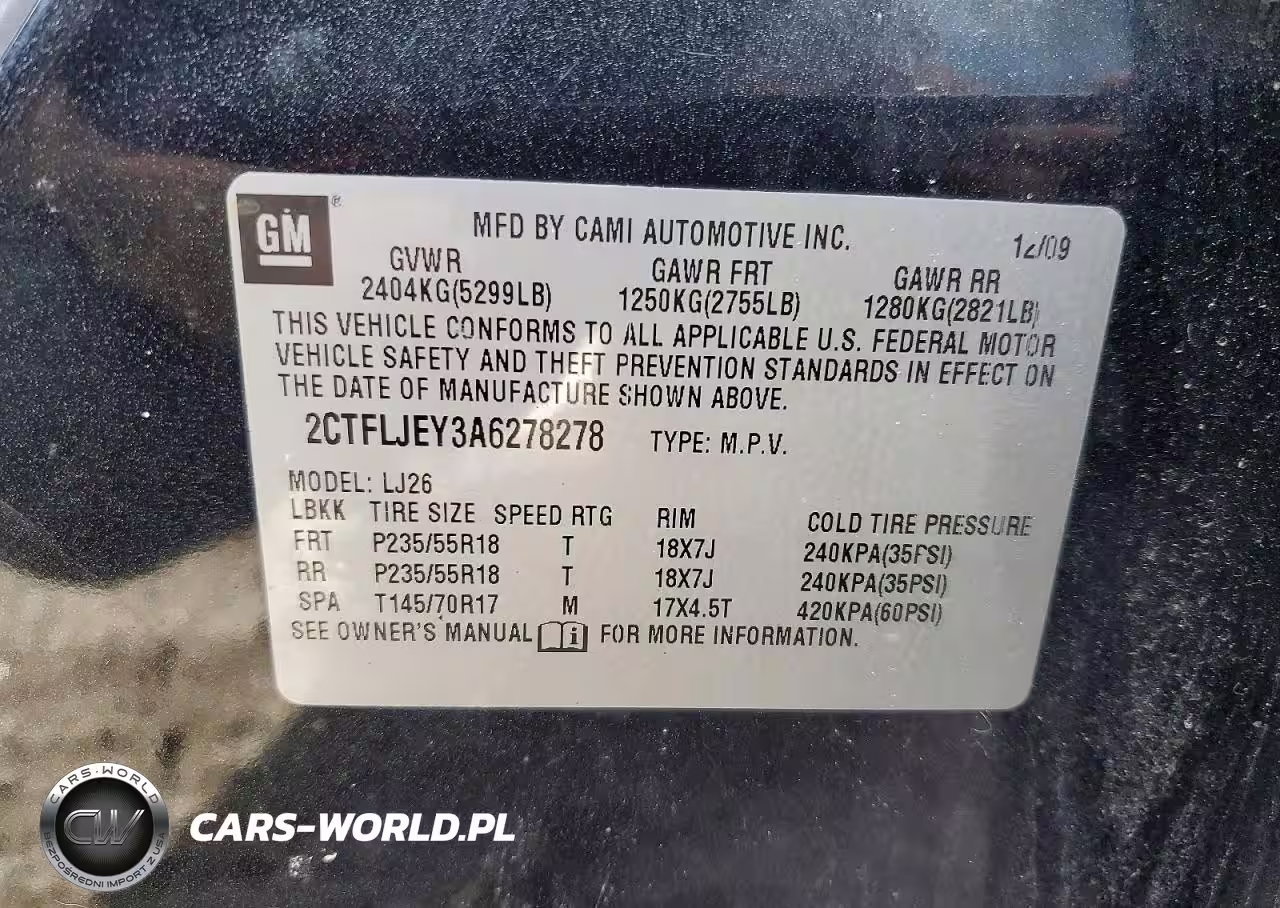 GM ®
MFD BY CAMI AUTOMOTIVE INC. 12/09
GVWR GAWR FRT GAWR RR
2404KG(5299LB) 1250KG(2755LB) 1280KG(2821LB)
THIS VEHICLE CONFORMS TO ALL APPLICABLE U.S. FEDERAL MOTOR
VEHICLE SAFETY AND THEFT PREVENTION STANDARDS IN EFFECT ON
THE DATE OF MANUFACTURE SHOWN ABOVE.
2CTFLJEY3A6278278 TYPE: M.P.V.
MODEL: LJ26
LBKK TIRE SIZE SPEED RTG RIM COLD TIRE PRESSURE
FRT P235/55R18 T 18X7J 240KPA(35PSI)
RR P235/55R18 T 18X7J 240KPA(35PSI)
SPA T145/70R17 M 17X4.5T 420KPA(60PSI)
SEE OWNER'S MANUAL i FOR MORE INFORMATION.
CARS-WORLD
CW
BEZPOŚREDNI IMPORT Z USA
CARS-WORLD.PL